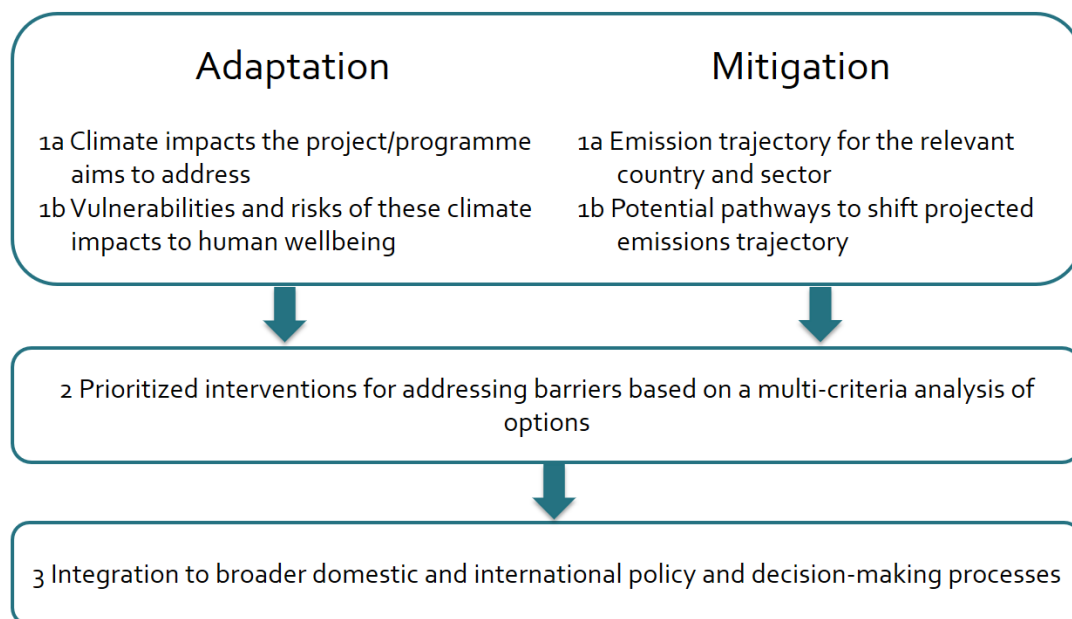 Adaptation
1a Climate impacts the project/programme
aims to address
1b Vulnerabilities and risks of these climate
impacts to human wellbeing
Mitigation
1a Emission trajectory for the relevant
country and sector
1b Potential pathways to shift projected
emissions trajectory
2 Prioritized interventions for addressing barriers based on a multi-criteria analysis of
options
3 Integration to broader domestic and international policy and decision-making processes